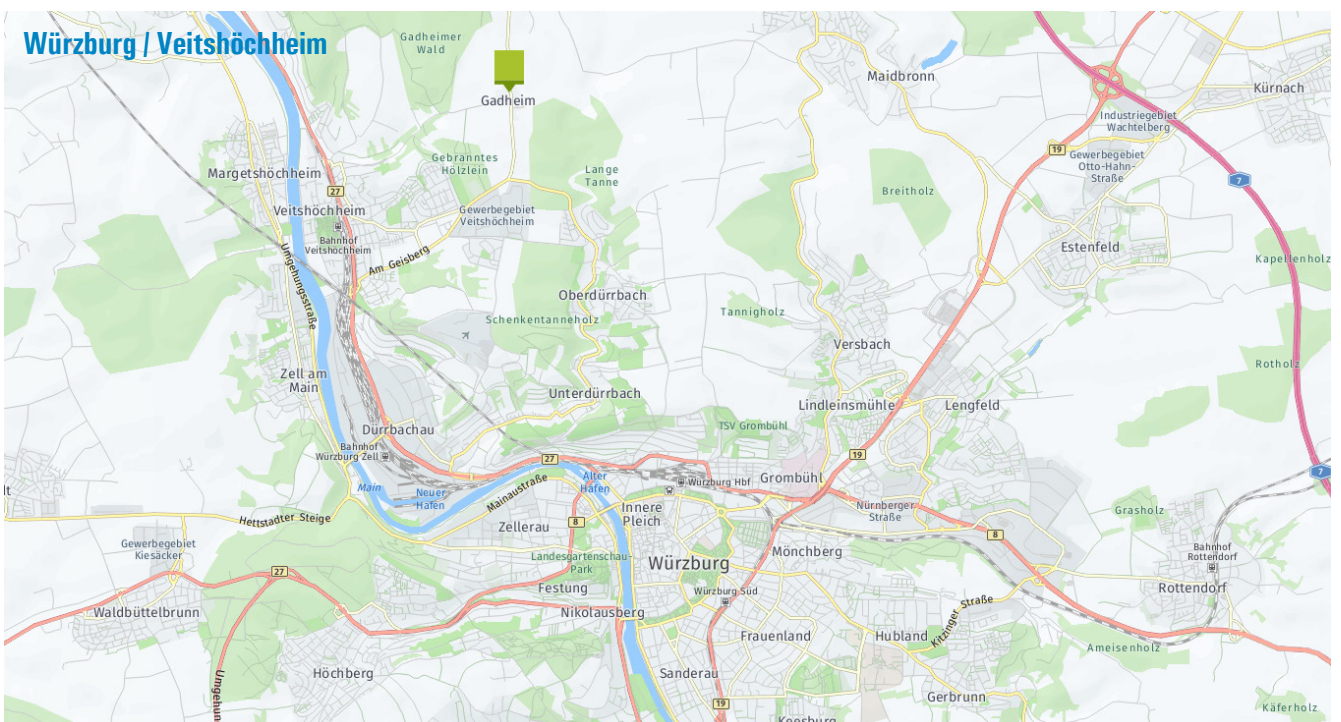 Würzburg / Veitshöchheim
Gadheimer
Wald
Gadheim
Maidbronn
Kürnach
Industriegebiet
Wachtelberg
19
Gewerbegebiet
Otto-Hahn-
Straße
7
Margetshöchheim
Gebranntes
Hölzlein
Lange
Tanne
Breitholz
27
Veitshöchheim
Gewerbegebiet
Veitshöchheim
Bahnhof
Veitshöchheim
Umgehungsstraße
Am Geisberg
Estenfeld
Kapellenholz
Oberdürrbach
Schenkentanneholz
Tannigholz
Versbach
Rotholz
Zell am
Main
Unterdürrbach
Lindleinsmühle
Lengfeld
TSV Grombühl
Dürrbachau
Bahnhof
Würzburg Zell
27
19
7
Main
Neuer
Hafen
Alter
Hafen
Würzburg Hbf
Grombühl
Mainaustraße
Hettstadter Steige
Zellerau
8
Innere
Pleich
Nürnberger
Straße
Grasholz
8
Gewerbegebiet
Kiesäcker
Landesgartenschau-
Park
Würzburg
Mönchberg
Bahnhof
Rottendorf
27
Festung
Würzburg Süd
Rottendorf
Waldbüttelbrunn
Nikolausberg
Kitzinger Straße
Frauenland
Hubland
Ameisenholz
Höchberg
Sanderau
Umgehun
19
Gerbrunn
Käferholz
Keesburg